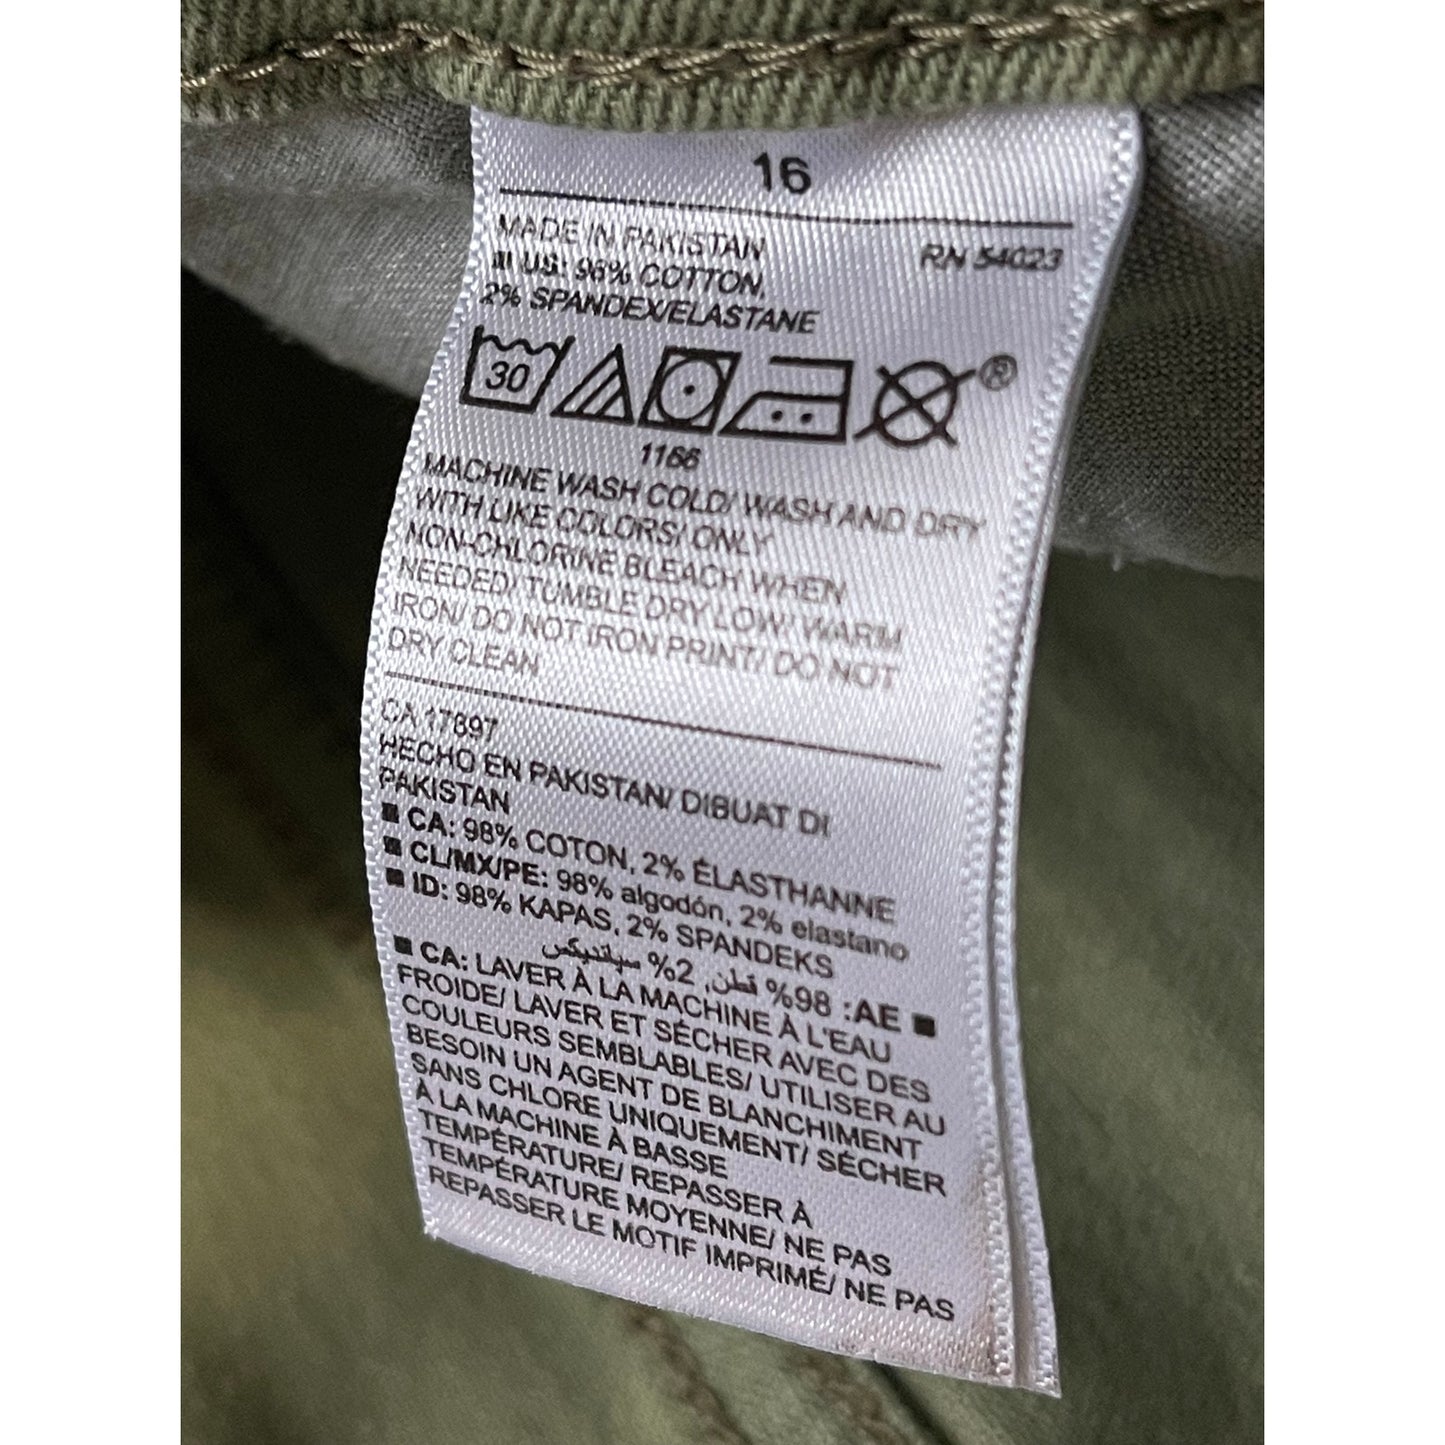 16
MADE IN PAKISTAN RN 54023
■ US: 98% COTTON,
2% SPANDEX/ELASTANE
30 ®
1166
MACHINE WASH COLD/ WASH AND DRY
WITH LIKE COLORS/ ONLY
NON-CHLORINE BLEACH WHEN
NEEDED/ TUMBLE DRY LOW/ WARM
IRON/ DO NOT IRON PRINT/ DO NOT
DRY CLEAN
CA 17897
HECHO EN PAKISTAN/ DIBUAT DI
PAKISTAN
■ CA: 98% COTON, 2% ÉLASTHANNE
■ CL/MX/PE: 98% algodón, 2% elastano
■ ID: 98% KAPAS, 2% SPANDEKS
■ AE: 98% قطن, 2% سباندیکس
■ CA: LAVER À LA MACHINE À L'EAU
FROIDE/ LAVER ET SÉCHER AVEC DES
COULEURS SEMBLABLES/ UTILISER AU
BESOIN UN AGENT DE BLANCHIMENT
SANS CHLORE UNIQUEMENT/ SÉCHER
À LA MACHINE À BASSE
TEMPÉRATURE/ REPASSER À
TEMPÉRATURE MOYENNE/ NE PAS
REPASSER LE MOTIF IMPRIMÉ/ NE PAS